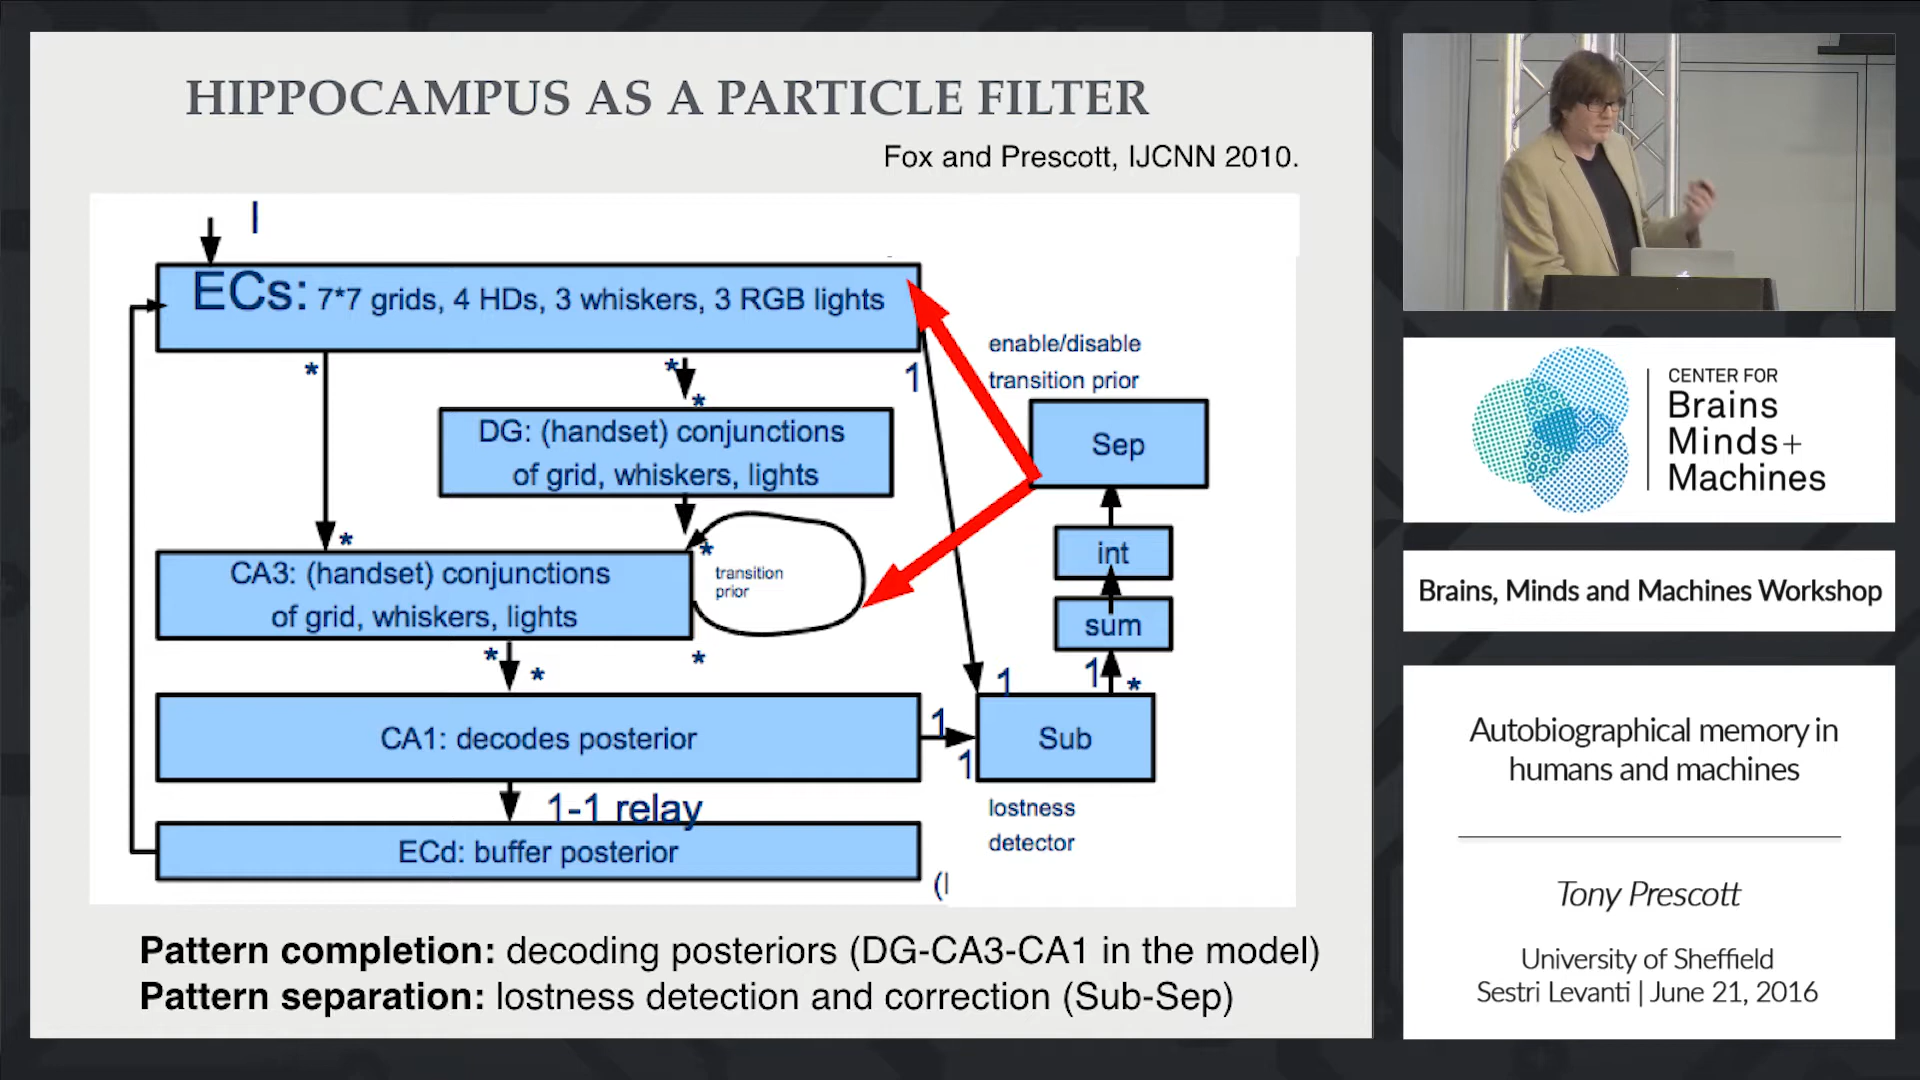 HIPPOCAMPUS AS A PARTICLE FILTER
Fox and Prescott, IJCNN 2010.
I
ECs: 7*7 grids, 4 HDs, 3 whiskers, 3 RGB lights
enable/disable
transition prior
*
*
*
1
DG: (handset) conjunctions
of grid, whiskers, lights
Sep
*
*
transition
prior
int
CA3: (handset) conjunctions
of grid, whiskers, lights
sum
*
*
*
1
1
*
CA1: decodes posterior
1
1
Sub
1-1 relay
lostness
detector
ECd: buffer posterior
(l
Pattern completion: decoding posteriors (DG-CA3-CA1 in the model)
Pattern separation: lostness detection and correction (Sub-Sep)
CENTER FOR
Brains
Minds+
Machines
Brains, Minds and Machines Workshop
Autobiographical memory in
humans and machines
Tony Prescott
University of Sheffield
Sestri Levanti | June 21, 2016